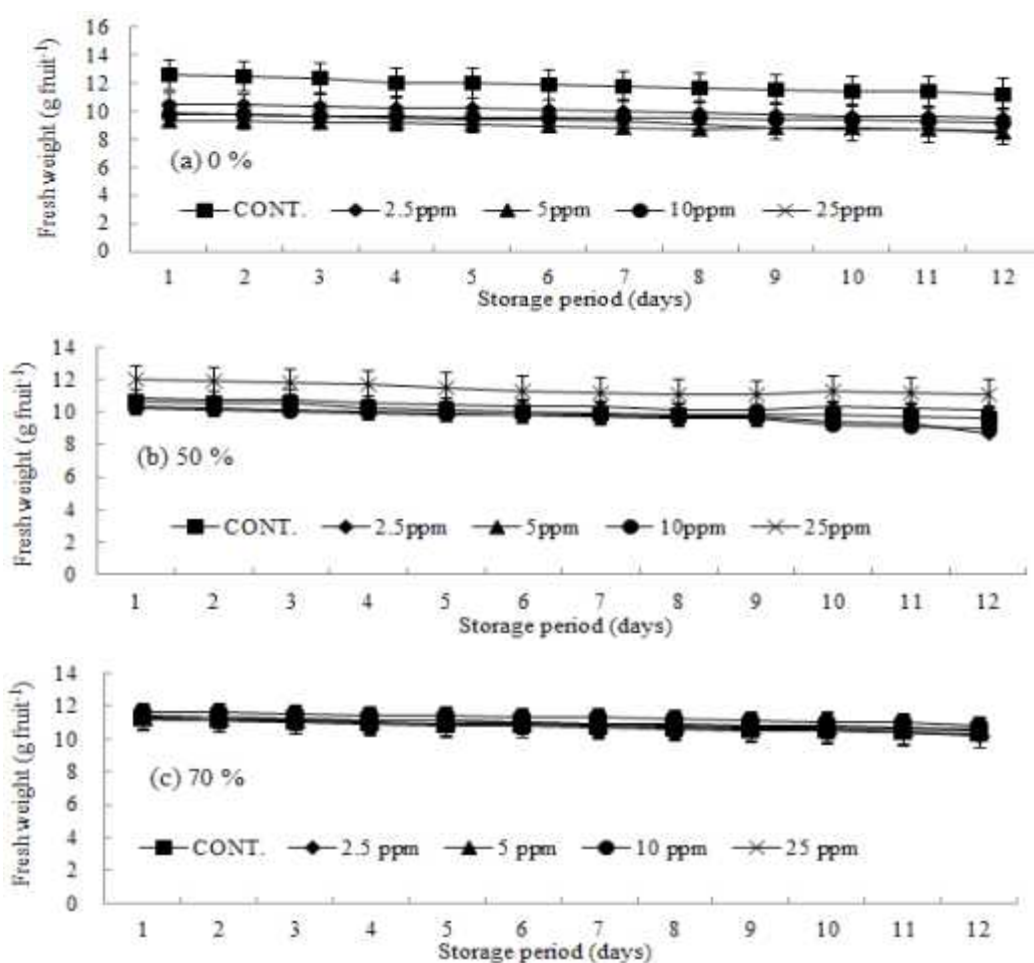 Fresh weight (g fruit⁻¹)
16
14
12
10
8
6
4
2
0
(a) 0 %
CONT. 2.5ppm 5ppm 10ppm 25ppm
1 2 3 4 5 6 7 8 9 10 11 12
Storage period (days)
Fresh weight (g fruit⁻¹)
14
12
10
8
6
4
2
0
(b) 50 %
CONT. 2.5ppm 5ppm 10ppm 25ppm
1 2 3 4 5 6 7 8 9 10 11 12
Storage period (days)
Fresh weight (g fruit⁻¹)
14
12
10
8
6
4
2
0
(c) 70 %
CONT. 2.5 ppm 5 ppm 10 ppm 25 ppm
1 2 3 4 5 6 7 8 9 10 11 12
Storage period (days)